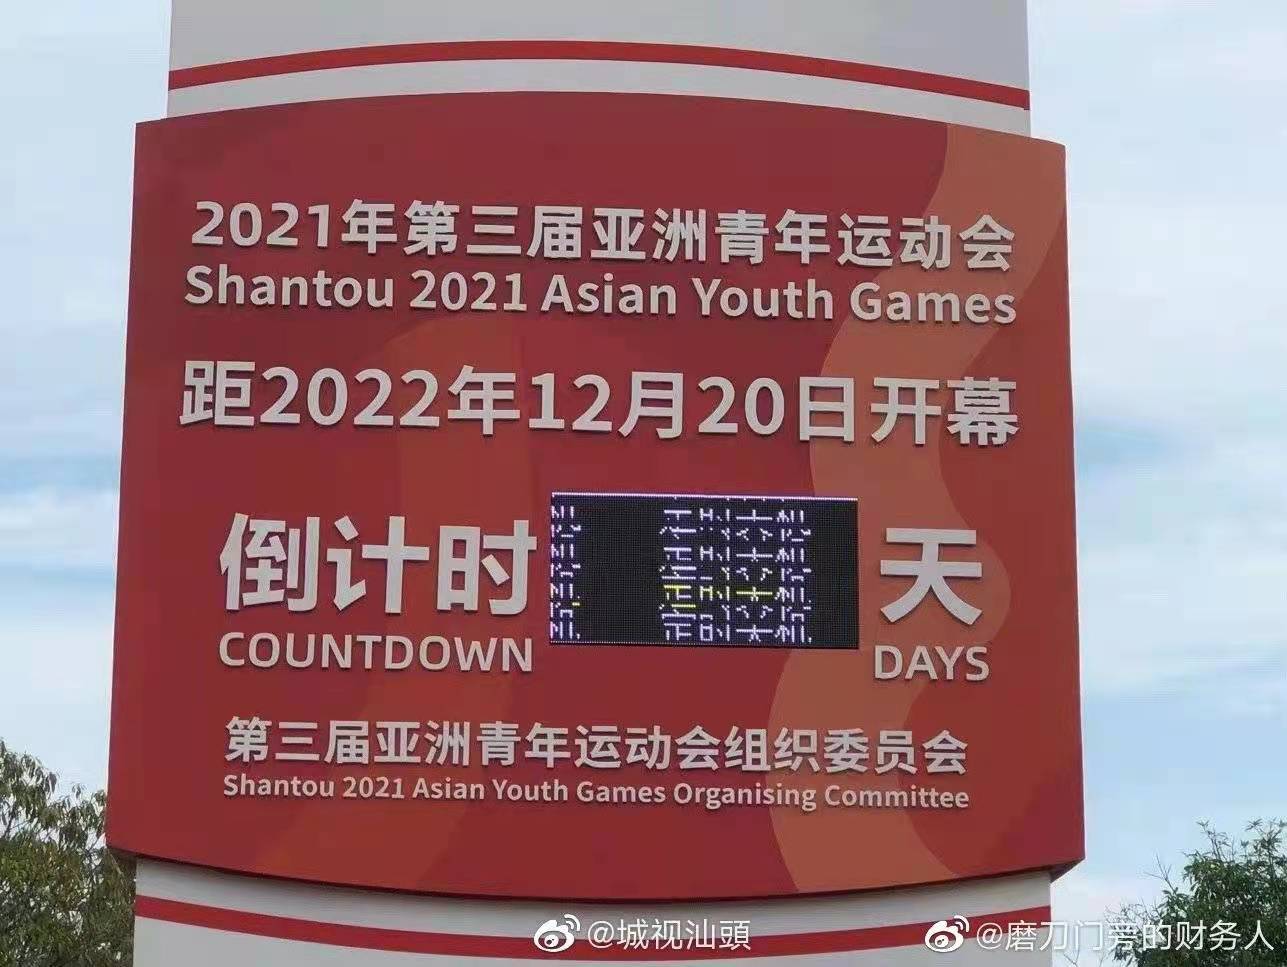 2021年第三届亚洲青年运动会
Shantou 2021 Asian Youth Games
距2022年12月20日开幕
倒计时 天
COUNTDOWN DAYS
第三届亚洲青年运动会组织委员会
Shantou 2021 Asian Youth Games Organising Committee
@城视汕頭 @磨刀门旁的财务人